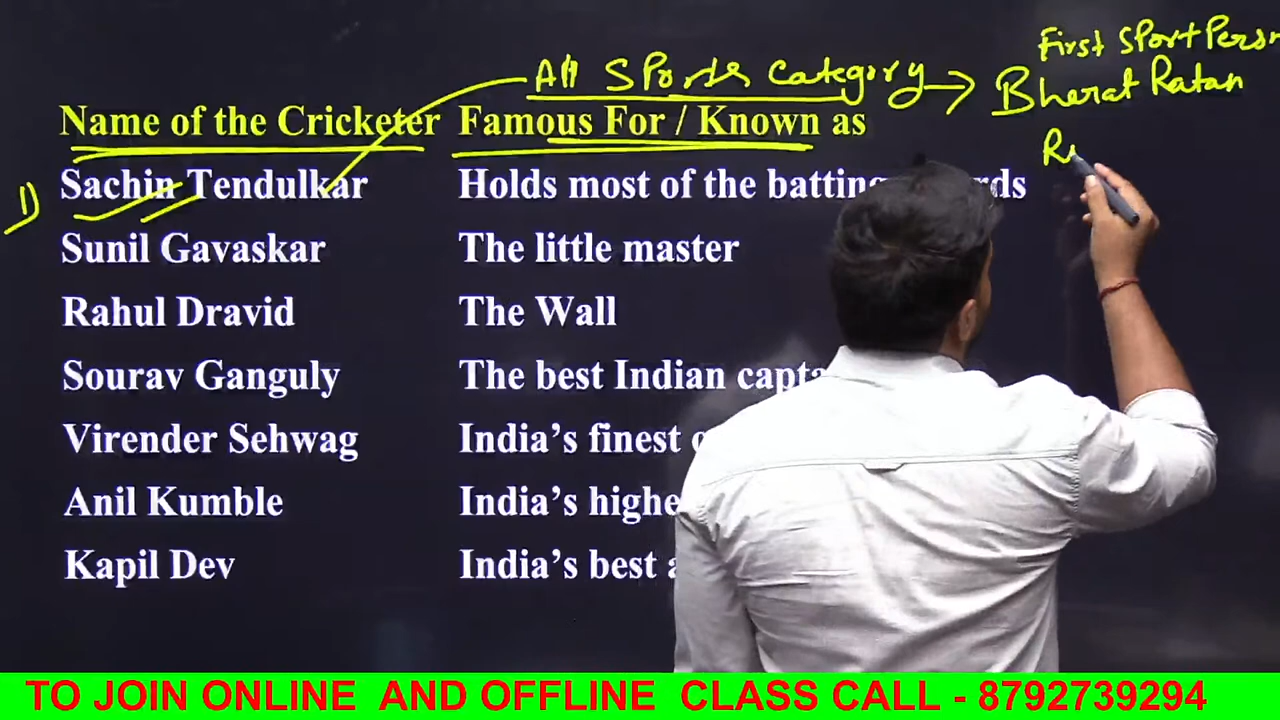 First Sport Person
All Sports Category → Bharat Ratan
Name of the Cricketer Famous For / Known as
R
1) Sachin Tendulkar Holds most of the batting
Sunil Gavaskar The little master
Rahul Dravid The Wall
Sourav Ganguly The best Indian
Virender Sehwag India's finest
Anil Kumble India's
Kapil Dev India's best
TO JOIN ONLINE AND OFFLINE CLASS CALL - 8792739294